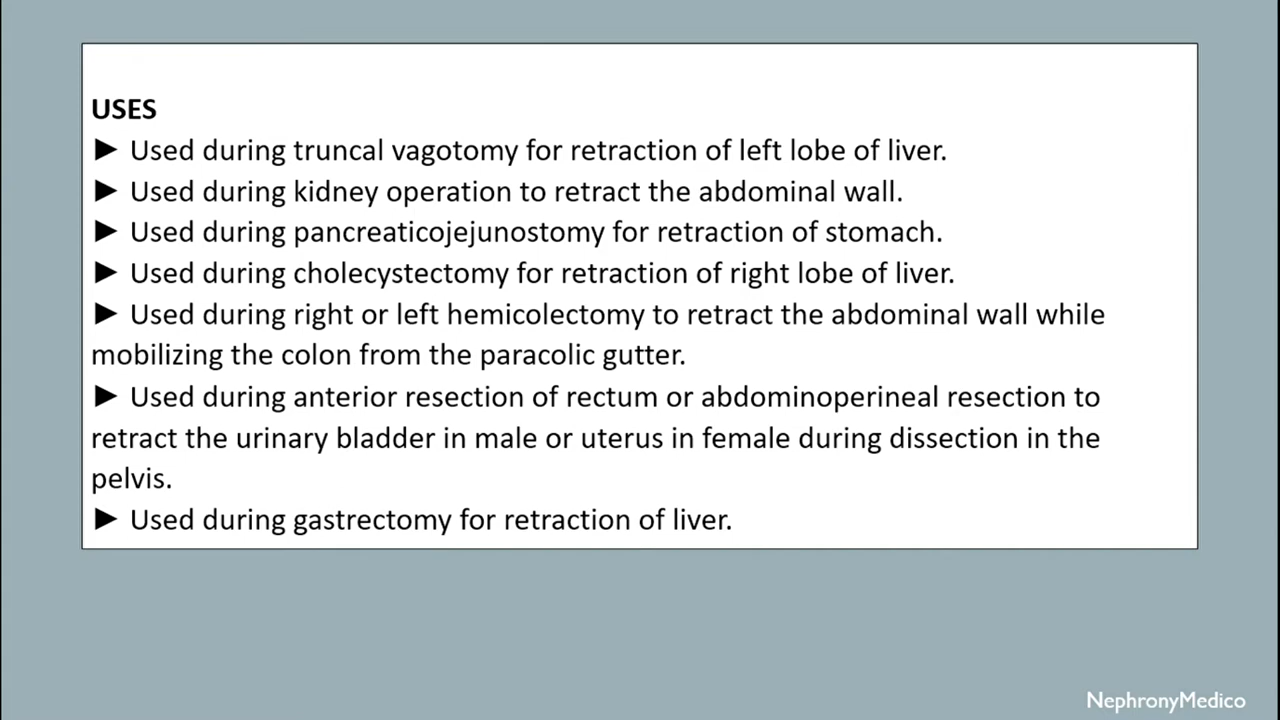 USES
► Used during truncal vagotomy for retraction of left lobe of liver.
► Used during kidney operation to retract the abdominal wall.
► Used during pancreaticojejunostomy for retraction of stomach.
► Used during cholecystectomy for retraction of right lobe of liver.
► Used during right or left hemicolectomy to retract the abdominal wall while
mobilizing the colon from the paracolic gutter.
► Used during anterior resection of rectum or abdominoperineal resection to
retract the urinary bladder in male or uterus in female during dissection in the
pelvis.
► Used during gastrectomy for retraction of liver.
NephronyMedico